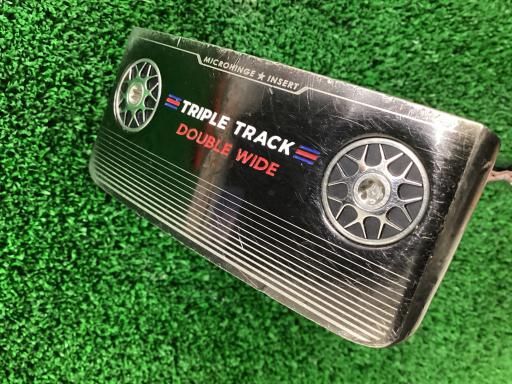 MICROHINGE ★ INSERT
TRIPLE TRACK
DOUBLE WIDE